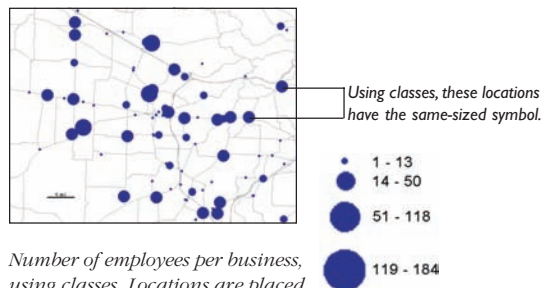 Using classes, these locations
have the same-sized symbol.
1 - 13
14 - 50
51 - 118
119 - 184
Number of employees per business,
using classes. Locations are placed